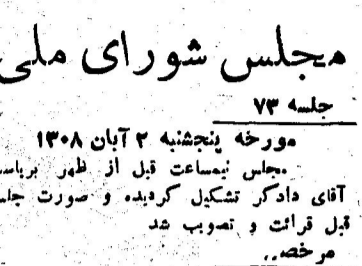 مجلس شورای ملی
جلسه ۷۳
مورخه پنجشنبه ۲ آبان ۱۳۰۸
مجلس نیمساعت قبل از ظهر بریاست
آقای دادگر تشکیل گردیده و صورت جلسه
قبل قرائت و تصویب شد
مرخصی